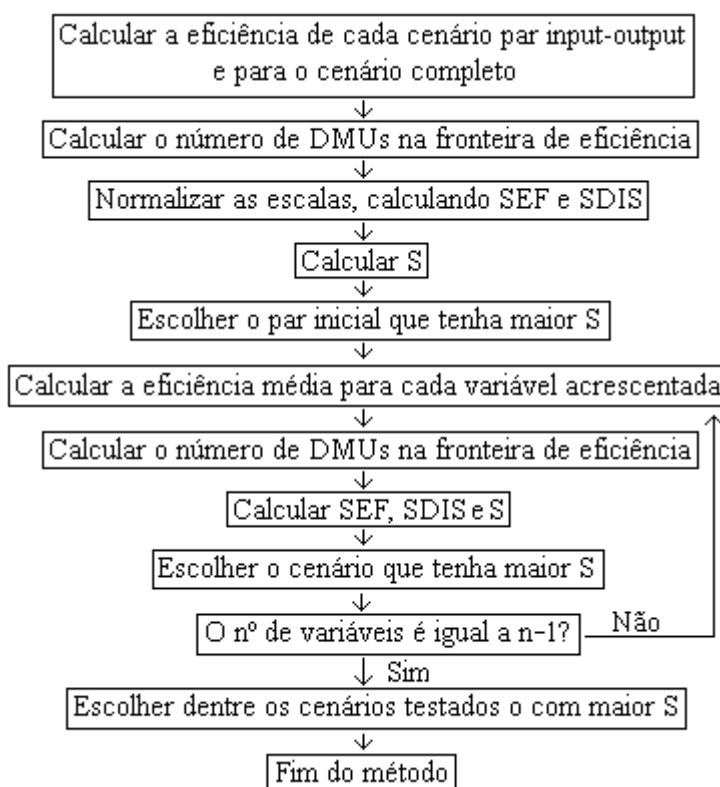 Calcular a eficiência de cada cenário par input-output
e para o cenário completo
Calcular o número de DMUs na fronteira de eficiência
Normalizar as escalas, calculando SEF e SDIS
Calcular S
Escolher o par inicial que tenha maior S
Calcular a eficiência média para cada variável acrescentada
Calcular o número de DMUs na fronteira de eficiência
Calcular SEF, SDIS e S
Escolher o cenário que tenha maior S
O nº de variáveis é igual a n-1?
Não
Sim
Escolher dentre os cenários testados o com maior S
Fim do método